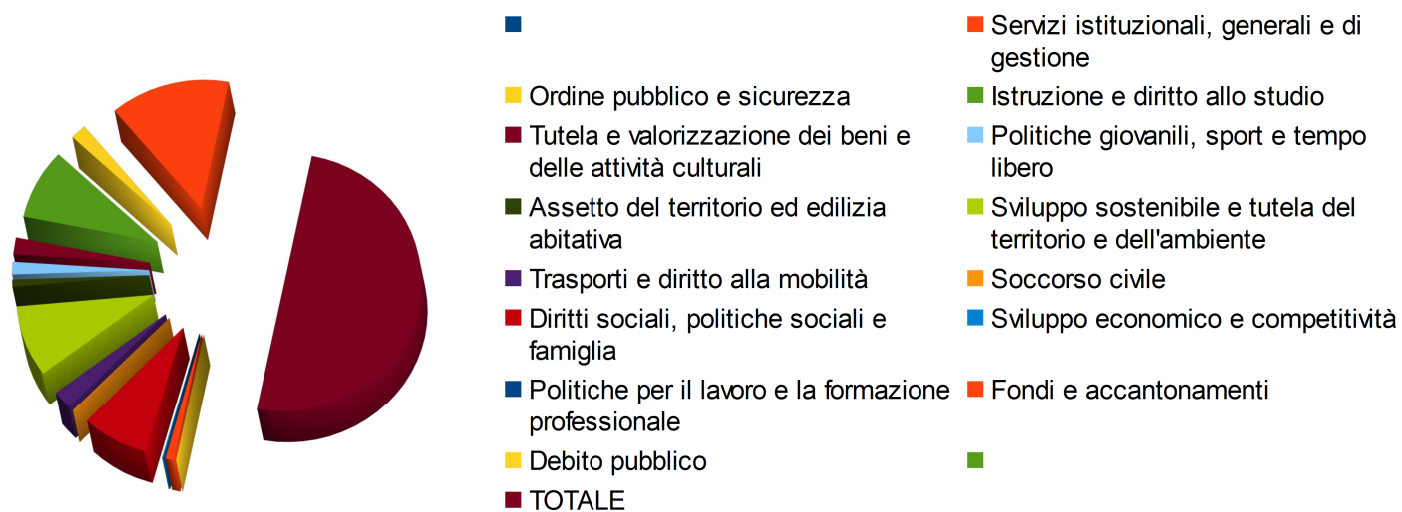 Servizi istituzionali, generali e di
gestione
Ordine pubblico e sicurezza
Istruzione e diritto allo studio
Tutela e valorizzazione dei beni e
delle attività culturali
Politiche giovanili, sport e tempo
libero
Assetto del territorio ed edilizia
abitativa
Sviluppo sostenibile e tutela del
territorio e dell'ambiente
Trasporti e diritto alla mobilità
Soccorso civile
Diritti sociali, politiche sociali e
famiglia
Sviluppo economico e competitività
Politiche per il lavoro e la formazione
professionale
Fondi e accantonamenti
Debito pubblico
TOTALE